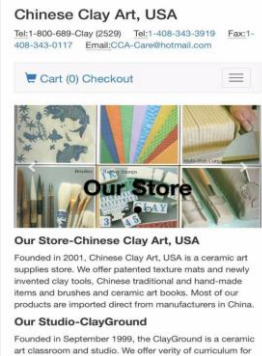 Chinese Clay Art, USA
Tel:1-800-689-Clay (2529) Tel:1-408-343-3919 Fax:1-
408-343-0117 Email:CCA-Care@hotmail.com
Cart (0) Checkout
Brushes
Our Store
CLAY
Our Store-Chinese Clay Art, USA
Founded in 2001, Chinese Clay Art, USA is a ceramic art
supplies store. We offer patented texture mats and newly
invented clay tools, Chinese traditional and hand-made
items and brushes and ceramic art books. Most of our
products are imported direct from manufacturers in China.
Our Studio-ClayGround
Founded in September 1999, the ClayGround is a ceramic
art classroom and studio. We offer verity of curriculum for